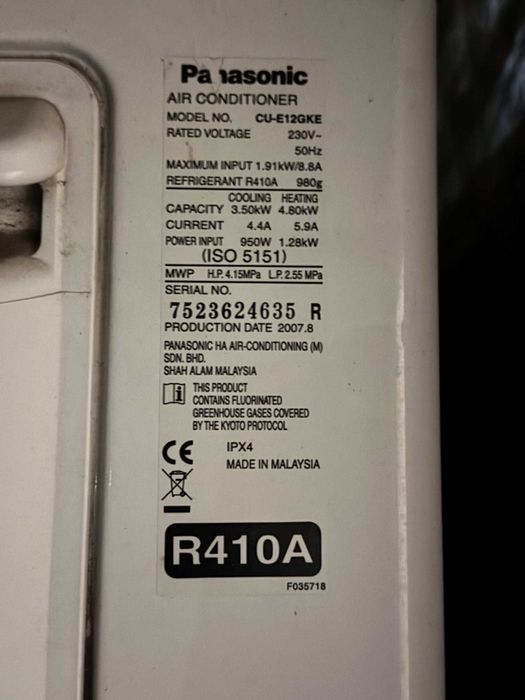 Panasonic
AIR CONDITIONER
MODEL NO. CU-E12GKE
RATED VOLTAGE 230V~
50Hz
MAXIMUM INPUT 1.91kW/8.8A
REFRIGERANT R410A 980g
COOLING HEATING
CAPACITY 3.50kW 4.80kW
CURRENT 4.4A 5.9A
POWER INPUT 950W 1.28kW
(ISO 5151)
MWP H.P. 4.15MPa L.P. 2.55 MPa
SERIAL NO.
7523624635 R
PRODUCTION DATE 2007.8
PANASONIC HA AIR-CONDITIONING (M)
SDN. BHD.
SHAH ALAM MALAYSIA
THIS PRODUCT
CONTAINS FLUORINATED
GREENHOUSE GASES COVERED
BY THE KYOTO PROTOCOL
CE IPX4
MADE IN MALAYSIA
R410A
F035718